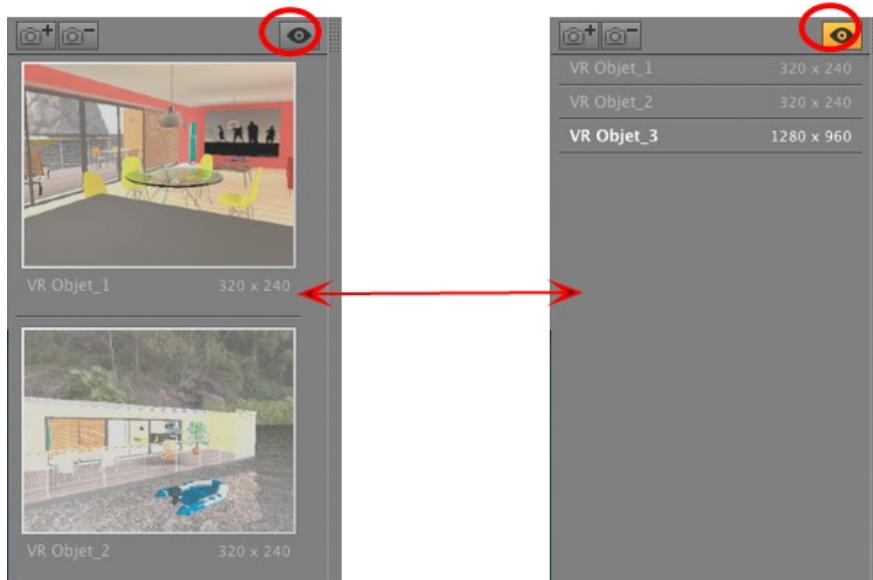 VR Objet_1 320 x 240
VR Objet_2 320 x 240
VR Objet_1 320 x 240
VR Objet_2 320 x 240
VR Objet_3 1280 x 960